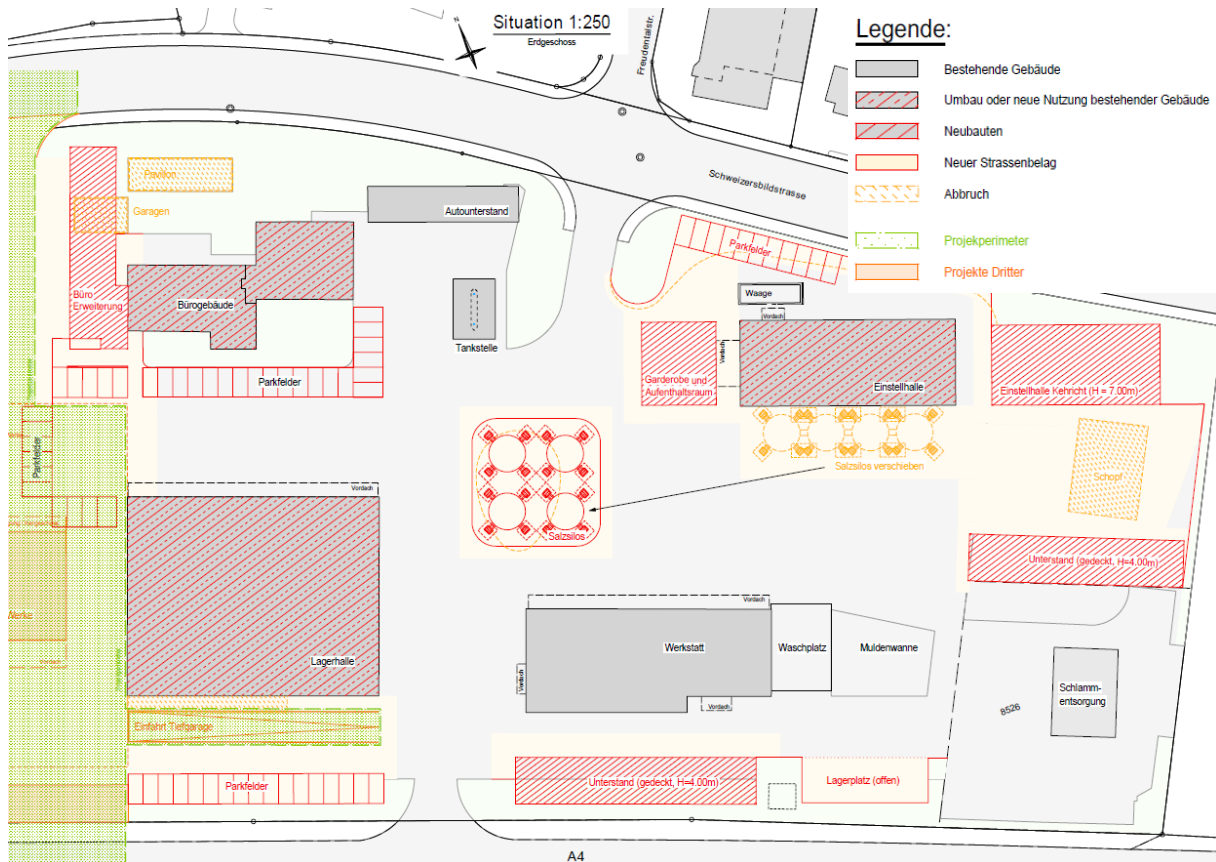 Situation 1:250
Erdgeschoss
N
Freudentalstr.
Schweizersbildstrasse
Legende:
Bestehende Gebäude
Umbau oder neue Nutzung bestehender Gebäude
Neubauten
Neuer Strassenbelag
Abbruch
Projekperimeter
Projekte Dritter
Pavillon
Garagen
Autounterstand
Büro
Erweiterung
Bürogebäude
Tankstelle
Parkfelder
Parkfelder
Waage
Vordach
Vordach
Garderobe und
Aufenthaltsraum
Einstellhalle
Einstellhalle Kehricht (H = 7.00m)
Parkfelder
Salzsilos verschieben
Schopf
Vordach
Salzsilos
Unterstand (gedeckt, H=4.00m)
Werke
Vordach
Lagerhalle
Vordach
Werkstatt
Waschplatz
Muldenwanne
Vordach
Vordach
Schlamm-
entsorgung
8526
Einfahrt Tiefgarage
Parkfelder
Unterstand (gedeckt, H=4.00m)
Lagerplatz (offen)
A4